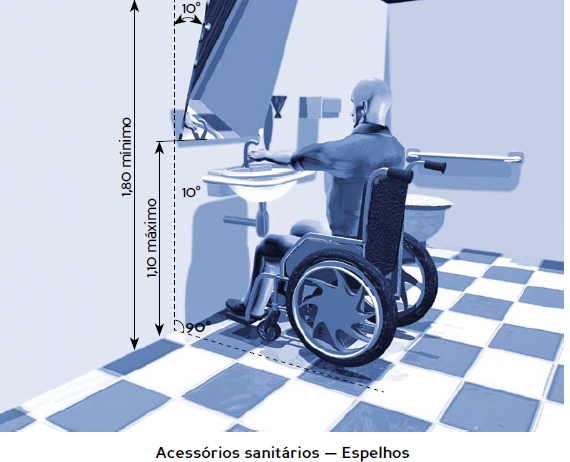 10°
1,80 mínimo
10°
1,10 máximo
90°
Acessórios sanitários — Espelhos